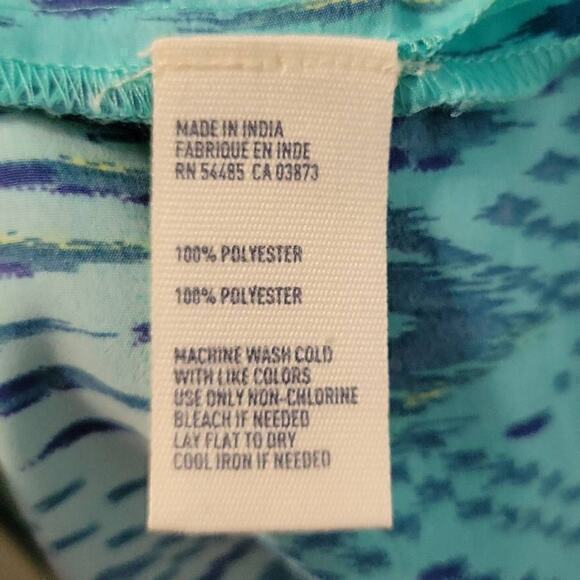 MADE IN INDIA
FABRIQUE EN INDE
RN 54485 CA 03873
100% POLYESTER
100% POLYESTER
MACHINE WASH COLD
WITH LIKE COLORS
USE ONLY NON-CHLORINE
BLEACH IF NEEDED
LAY FLAT TO DRY
COOL IRON IF NEEDED